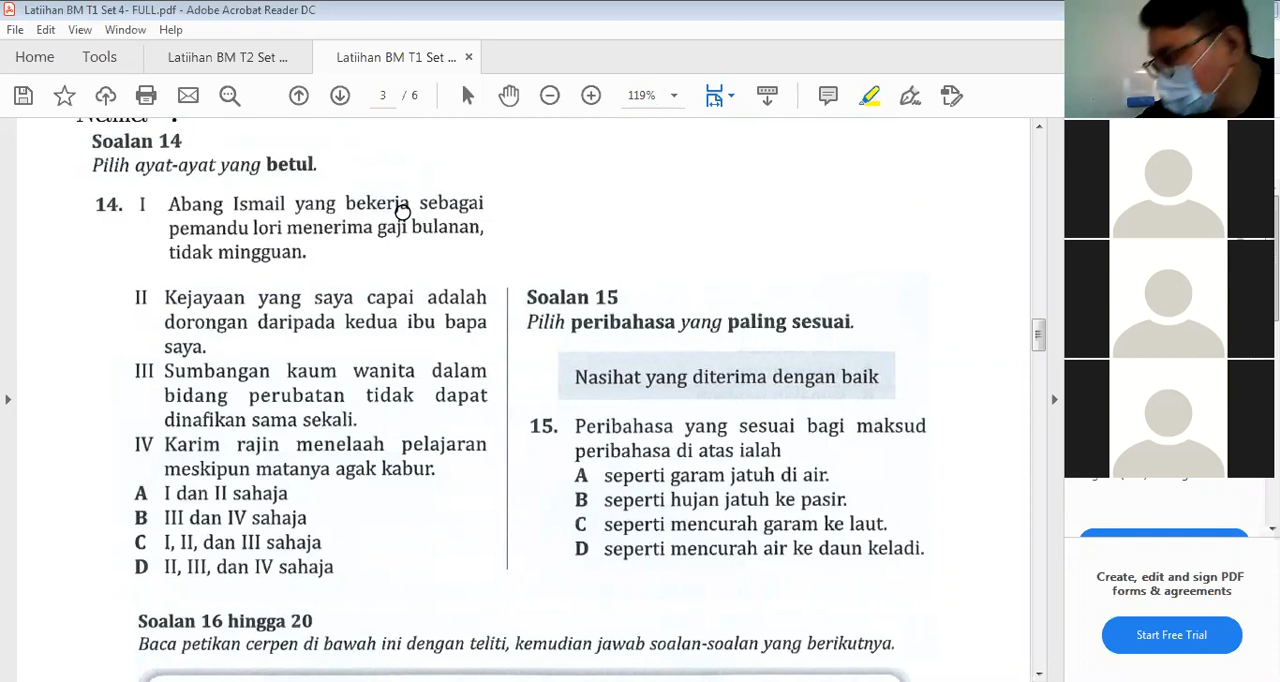 Latiihan BM T1 Set 4- FULL.pdf - Adobe Acrobat Reader DC
File Edit View Window Help
Home Tools Latiihan BM T2 Set ... Latiihan BM T1 Set ... ×
3 / 6 119%
Soalan 14
Pilih ayat-ayat yang betul.
14. I Abang Ismail yang bekerja sebagai
pemandu lori menerima gaji bulanan,
tidak mingguan.
II Kejayaan yang saya capai adalah
dorongan daripada kedua ibu bapa
saya.
III Sumbangan kaum wanita dalam
bidang perubatan tidak dapat
dinafikan sama sekali.
IV Karim rajin menelaah pelajaran
meskipun matanya agak kabur.
A I dan II sahaja
B III dan IV sahaja
C I, II, dan III sahaja
D II, III, dan IV sahaja
Soalan 15
Pilih peribahasa yang paling sesuai.
Nasihat yang diterima dengan baik
15. Peribahasa yang sesuai bagi maksud
peribahasa di atas ialah
A seperti garam jatuh di air.
B seperti hujan jatuh ke pasir.
C seperti mencurah garam ke laut.
D seperti mencurah air ke daun keladi.
Soalan 16 hingga 20
Baca petikan cerpen di bawah ini dengan teliti, kemudian jawab soalan-soalan yang berikutnya.
Create, edit and sign PDF
forms & agreements
Start Free Trial